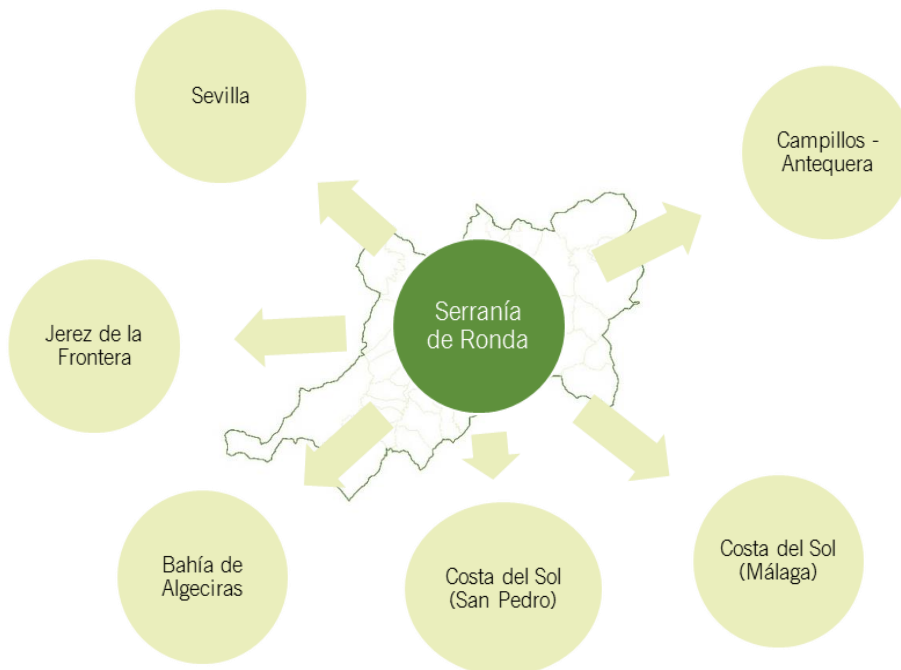 Sevilla
Campillos -
Antequera
Serranía
de Ronda
Jerez de la
Frontera
Bahía de
Algeciras
Costa del Sol
(San Pedro)
Costa del Sol
(Málaga)